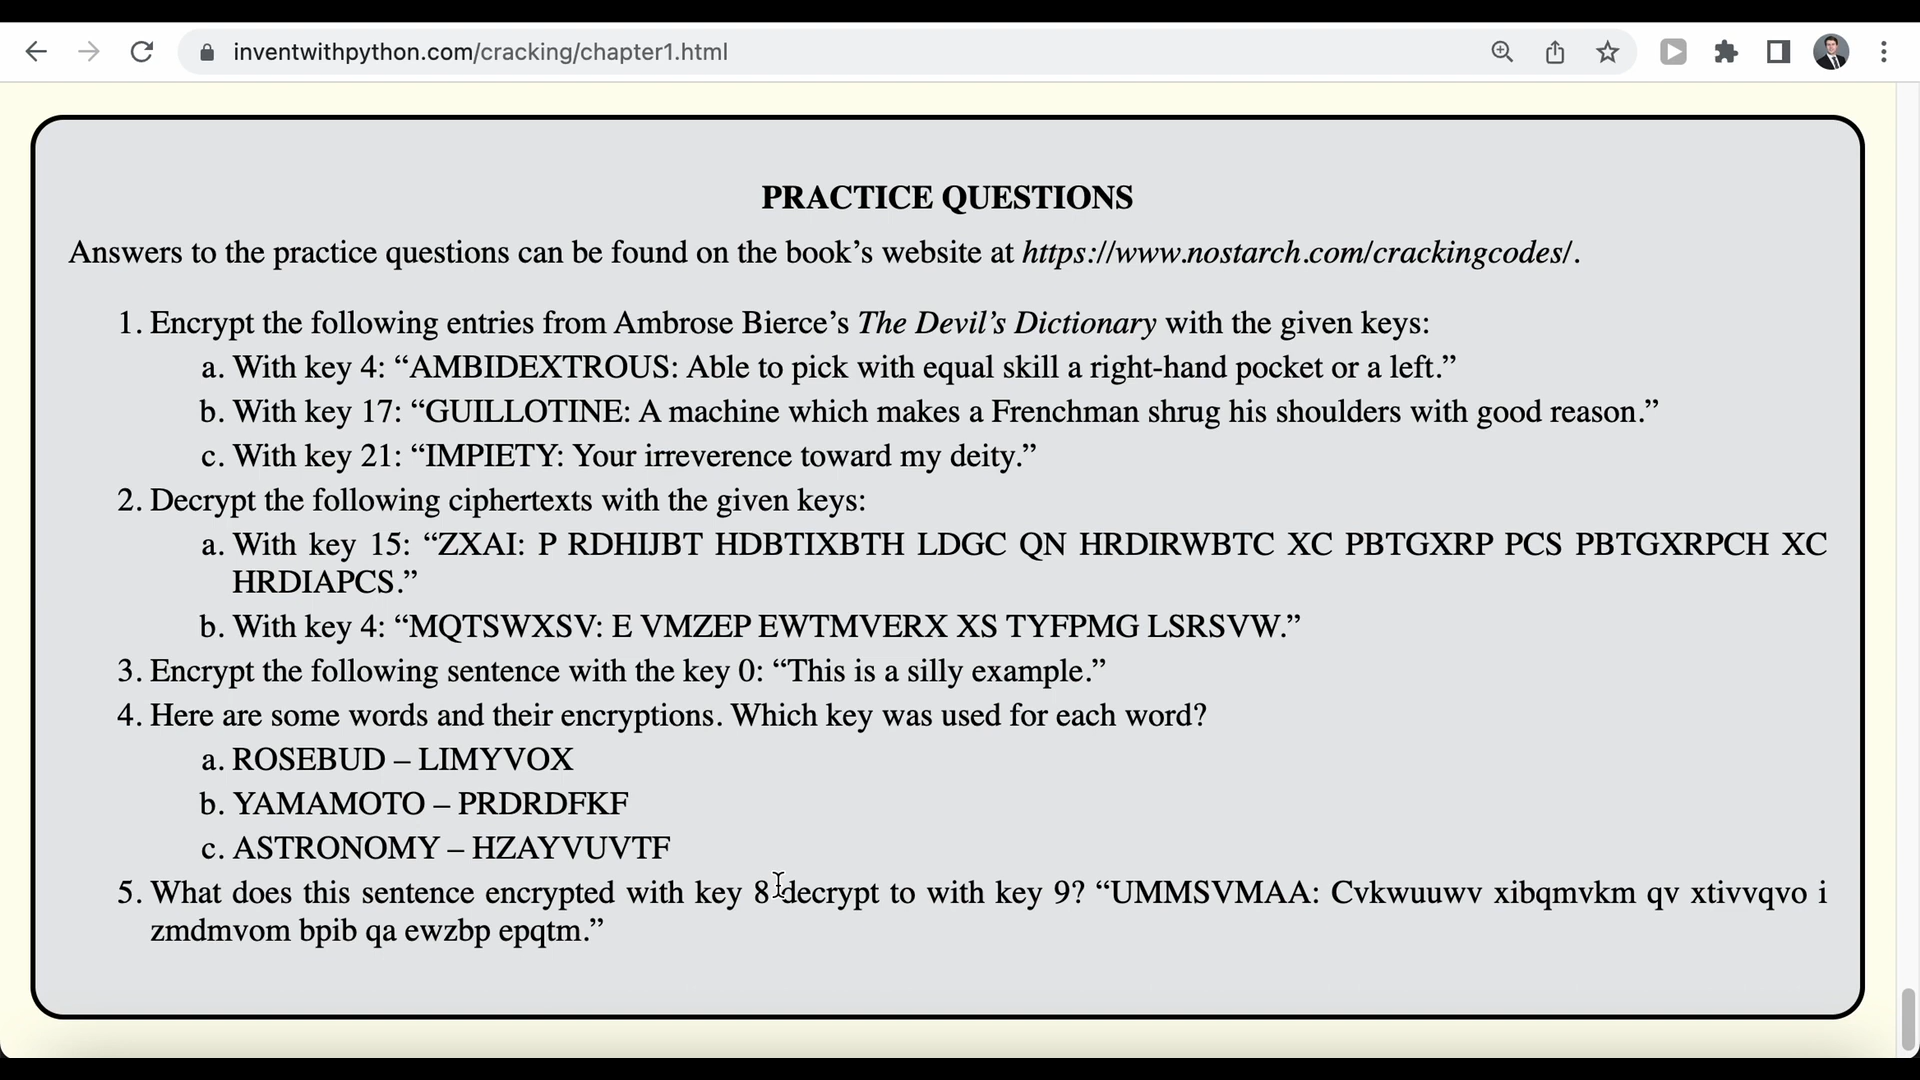 inventwithpython.com/cracking/chapter1.html
PRACTICE QUESTIONS
Answers to the practice questions can be found on the book’s website at https://www.nostarch.com/crackingcodes/.
1. Encrypt the following entries from Ambrose Bierce’s The Devil’s Dictionary with the given keys:
a. With key 4: “AMBIDEXTROUS: Able to pick with equal skill a right-hand pocket or a left.”
b. With key 17: “GUILLOTINE: A machine which makes a Frenchman shrug his shoulders with good reason.”
c. With key 21: “IMPIETY: Your irreverence toward my deity.”
2. Decrypt the following ciphertexts with the given keys:
a. With key 15: “ZXAI: P RDHIJBT HDBTIXBTH LDGC QN HRDIRWBTC XC PBTGXRP PCS PBTGXRPCH XC
HRDIAPCS.”
b. With key 4: “MQTSWXSV: E VMZEP EWTMVERX XS TYFPMG LSRSVW.”
3. Encrypt the following sentence with the key 0: “This is a silly example.”
4. Here are some words and their encryptions. Which key was used for each word?
a. ROSEBUD – LIMYVOX
b. YAMAMOTO – PRDRDFKF
c. ASTRONOMY – HZAYVUVTF
5. What does this sentence encrypted with key 8 decrypt to with key 9? “UMMSVMAA: Cvkwuuwv xibqmvkm qv xtivvqvo i
zmdmvom bpib qa ewzbp epqtm.”